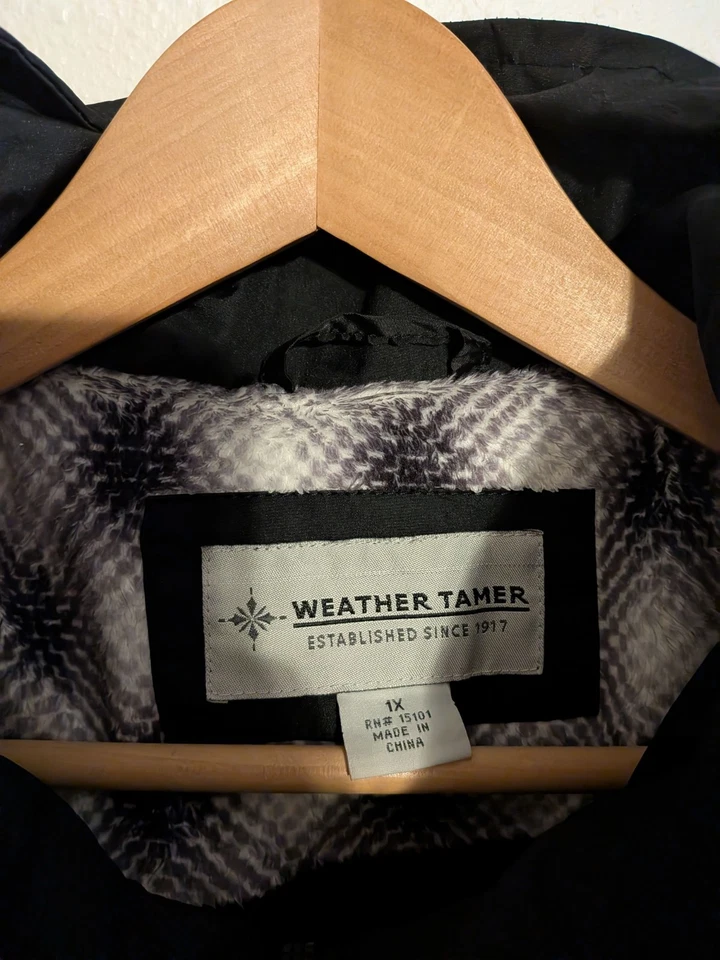 WEATHER TAMER
ESTABLISHED SINCE 1917
1X
RN# 15101
MADE IN
CHINA